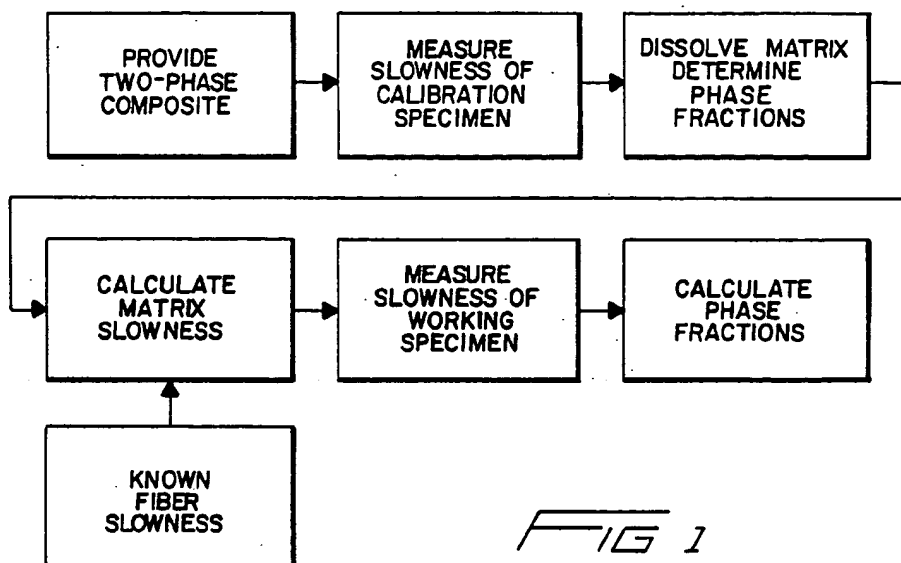 PROVIDE
TWO-PHASE
COMPOSITE
MEASURE
SLOWNESS OF
CALIBRATION
SPECIMEN
DISSOLVE MATRIX
DETERMINE
PHASE
FRACTIONS
CALCULATE
MATRIX
SLOWNESS
MEASURE
SLOWNESS OF
WORKING
SPECIMEN
CALCULATE
PHASE
FRACTIONS
KNOWN
FIBER
SLOWNESS
FIG 1